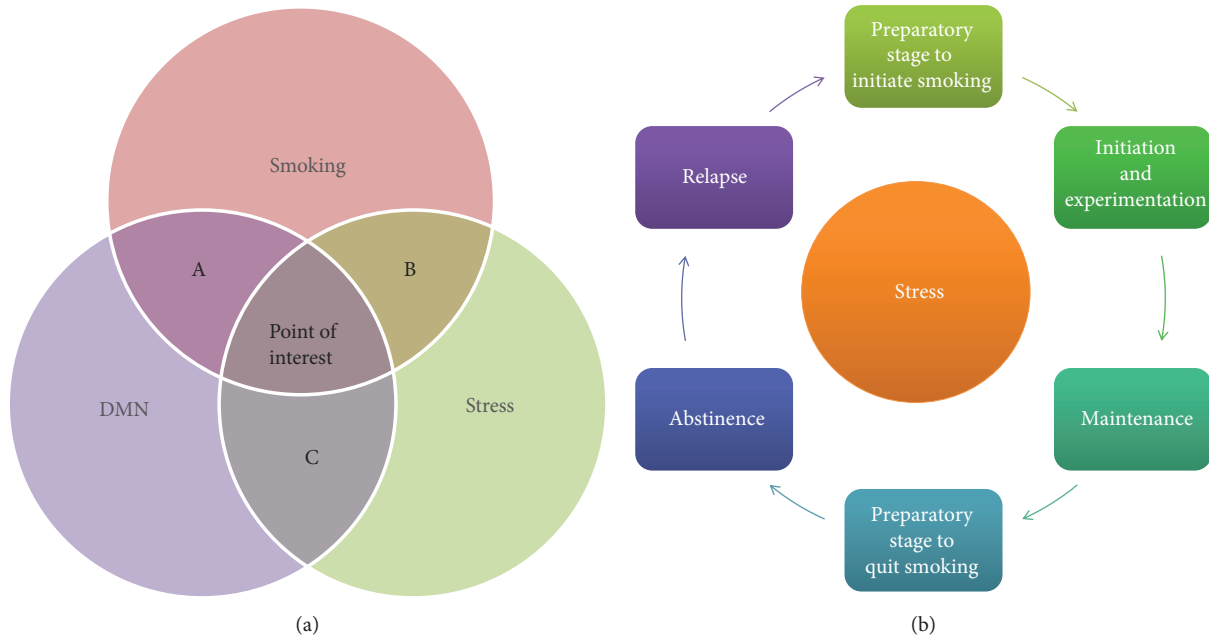 Smoking
A
B
Point of
interest
DMN
Stress
C
(a)
Preparatory
stage to
initiate smoking
Initiation
and
experimentation
Maintenance
Preparatory
stage to
quit smoking
Abstinence
Relapse
Stress
(b)